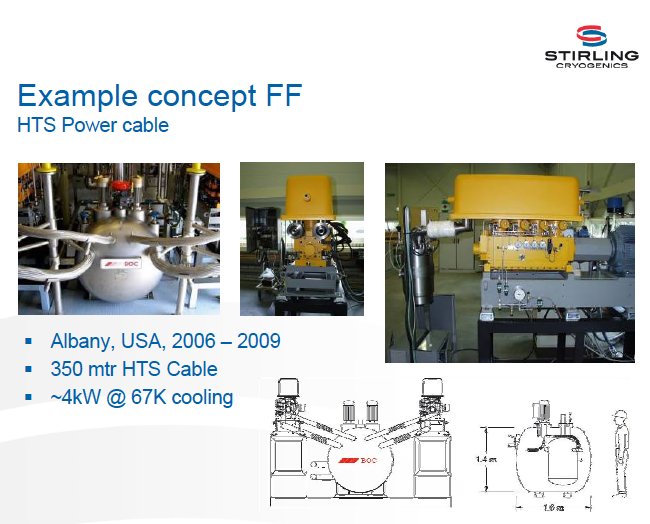 STIRLING
CRYOGENICS
Example concept FF
HTS Power cable
BOC
Albany, USA, 2006 – 2009
350 mtr HTS Cable
~4kW @ 67K cooling
BOC
1.4 m
1.6 m